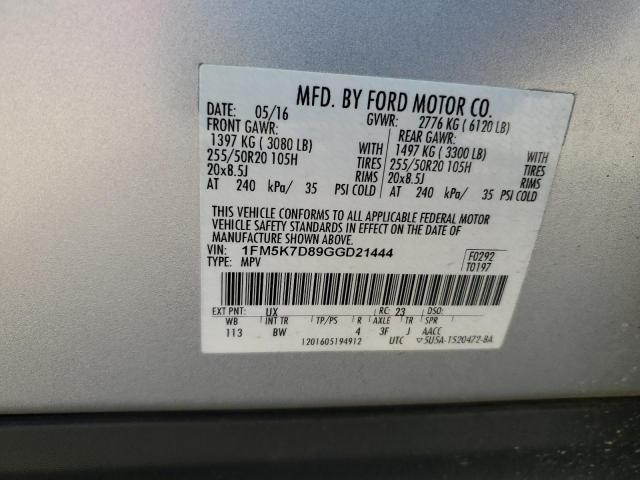 MFD. BY FORD MOTOR CO.
DATE: 05/16 GVWR: 2776 KG ( 6120 LB)
FRONT GAWR: REAR GAWR:
1397 KG ( 3080 LB) WITH 1497 KG ( 3300 LB) WITH
255/50R20 105H TIRES 255/50R20 105H TIRES
20x8.5J RIMS 20x8.5J RIMS
AT 240 kPa/ 35 PSI COLD AT 240 kPa/ 35 PSI COLD
THIS VEHICLE CONFORMS TO ALL APPLICABLE FEDERAL MOTOR
VEHICLE SAFETY STANDARDS IN EFFECT ON THE DATE OF
MANUFACTURE SHOWN ABOVE.
VIN: 1FM5K7D89GGD21444 F0292
TYPE: MPV T0197
EXT PNT: UX RC: 23 DSO:
WB INT TR TP/PS R AXLE TR SPR
113 BW 4 3F J AACC
1201605194912 UTC ▽5U5A-1520472-BA